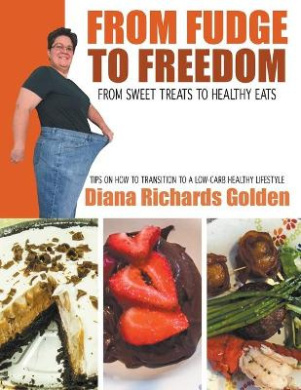 FROM FUDGE
TO FREEDOM
FROM SWEET TREATS TO HEALTHY EATS
TIPS ON HOW TO TRANSITION TO A LOW-CARB HEALTHY LIFESTYLE
Diana Richards Golden